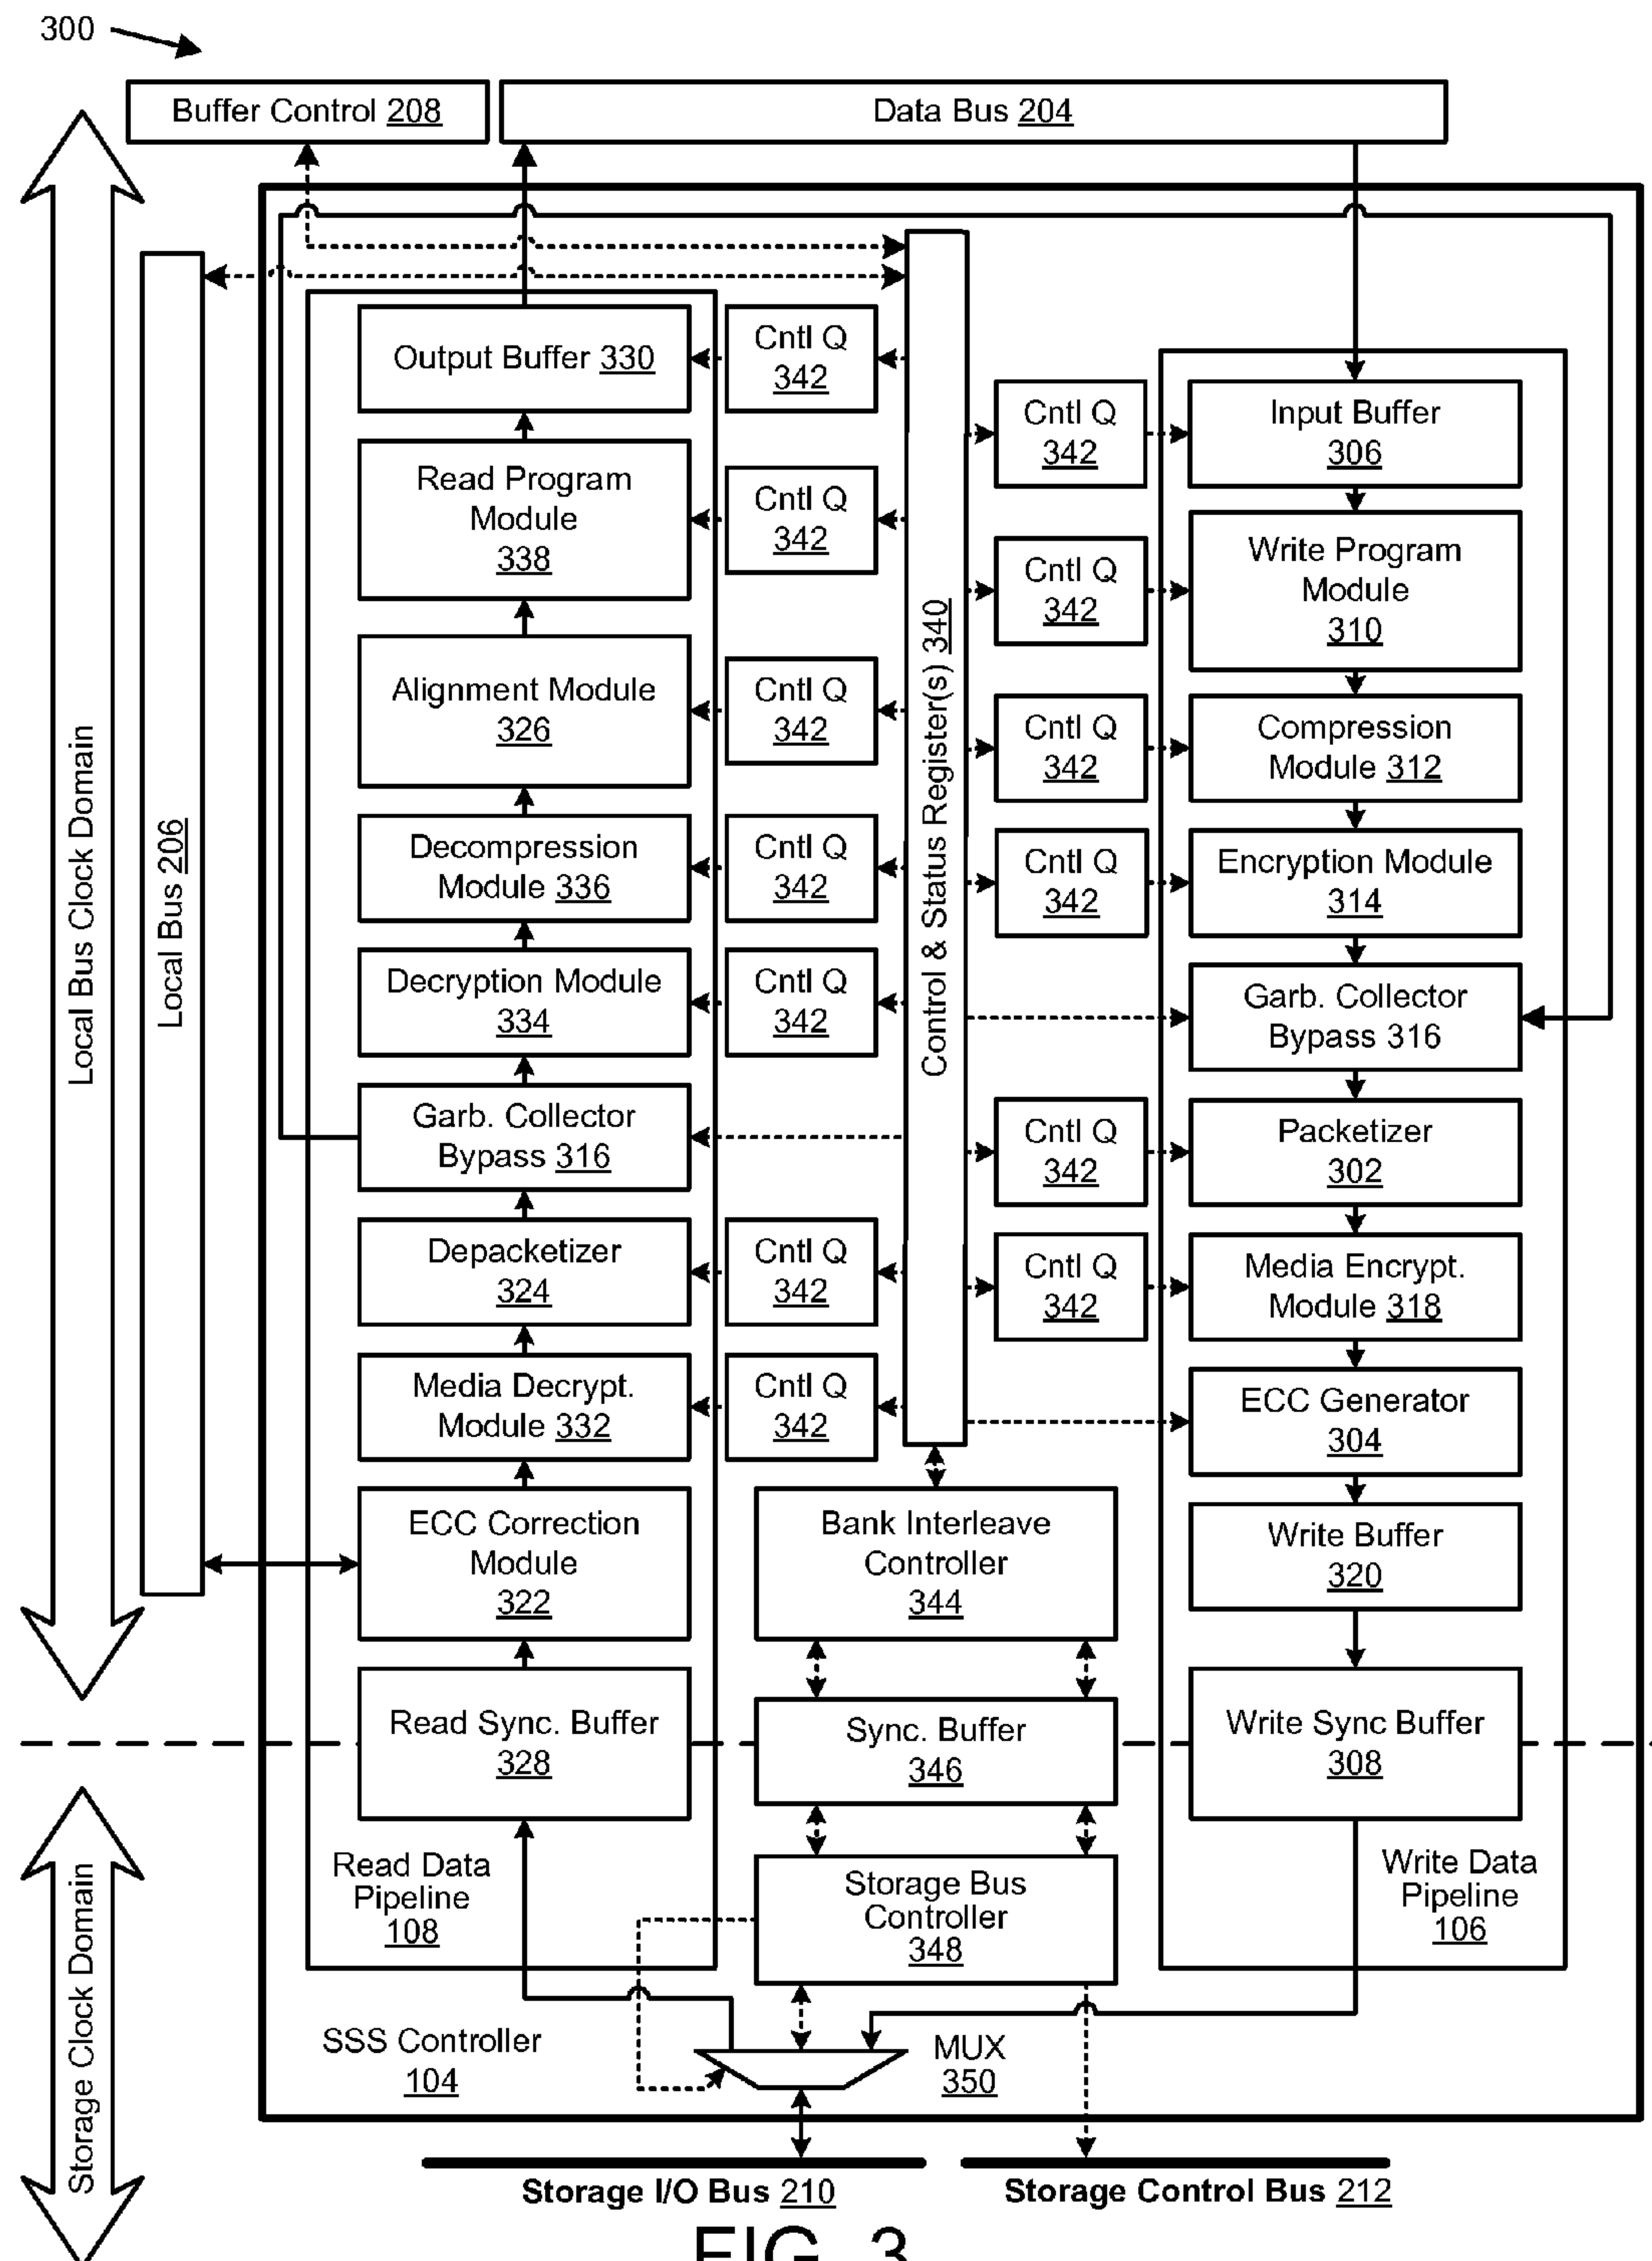 300
Buffer Control 208
Data Bus 204
Local Bus Clock Domain
Local Bus 206
Output Buffer 330
Cntl Q
342
Read Program
Module
338
Cntl Q
342
Alignment Module
326
Cntl Q
342
Decompression
Module 336
Cntl Q
342
Decryption Module
334
Cntl Q
342
Garb. Collector
Bypass 316
Depacketizer
324
Cntl Q
342
Media Decrypt.
Module 332
Cntl Q
342
ECC Correction
Module
322
Read Sync. Buffer
328
Read Data
Pipeline
108
Control & Status Register(s) 340
Cntl Q
342
Input Buffer
306
Cntl Q
342
Write Program
Module
310
Cntl Q
342
Compression
Module 312
Cntl Q
342
Encryption Module
314
Garb. Collector
Bypass 316
Cntl Q
342
Packetizer
302
Cntl Q
342
Media Encrypt.
Module 318
ECC Generator
304
Write Buffer
320
Write Sync Buffer
308
Write Data
Pipeline
106
Bank Interleave
Controller
344
Sync. Buffer
346
Storage Bus
Controller
348
Storage Clock Domain
SSS Controller
104
MUX
350
Storage I/O Bus 210
Storage Control Bus 212
FIG. 3